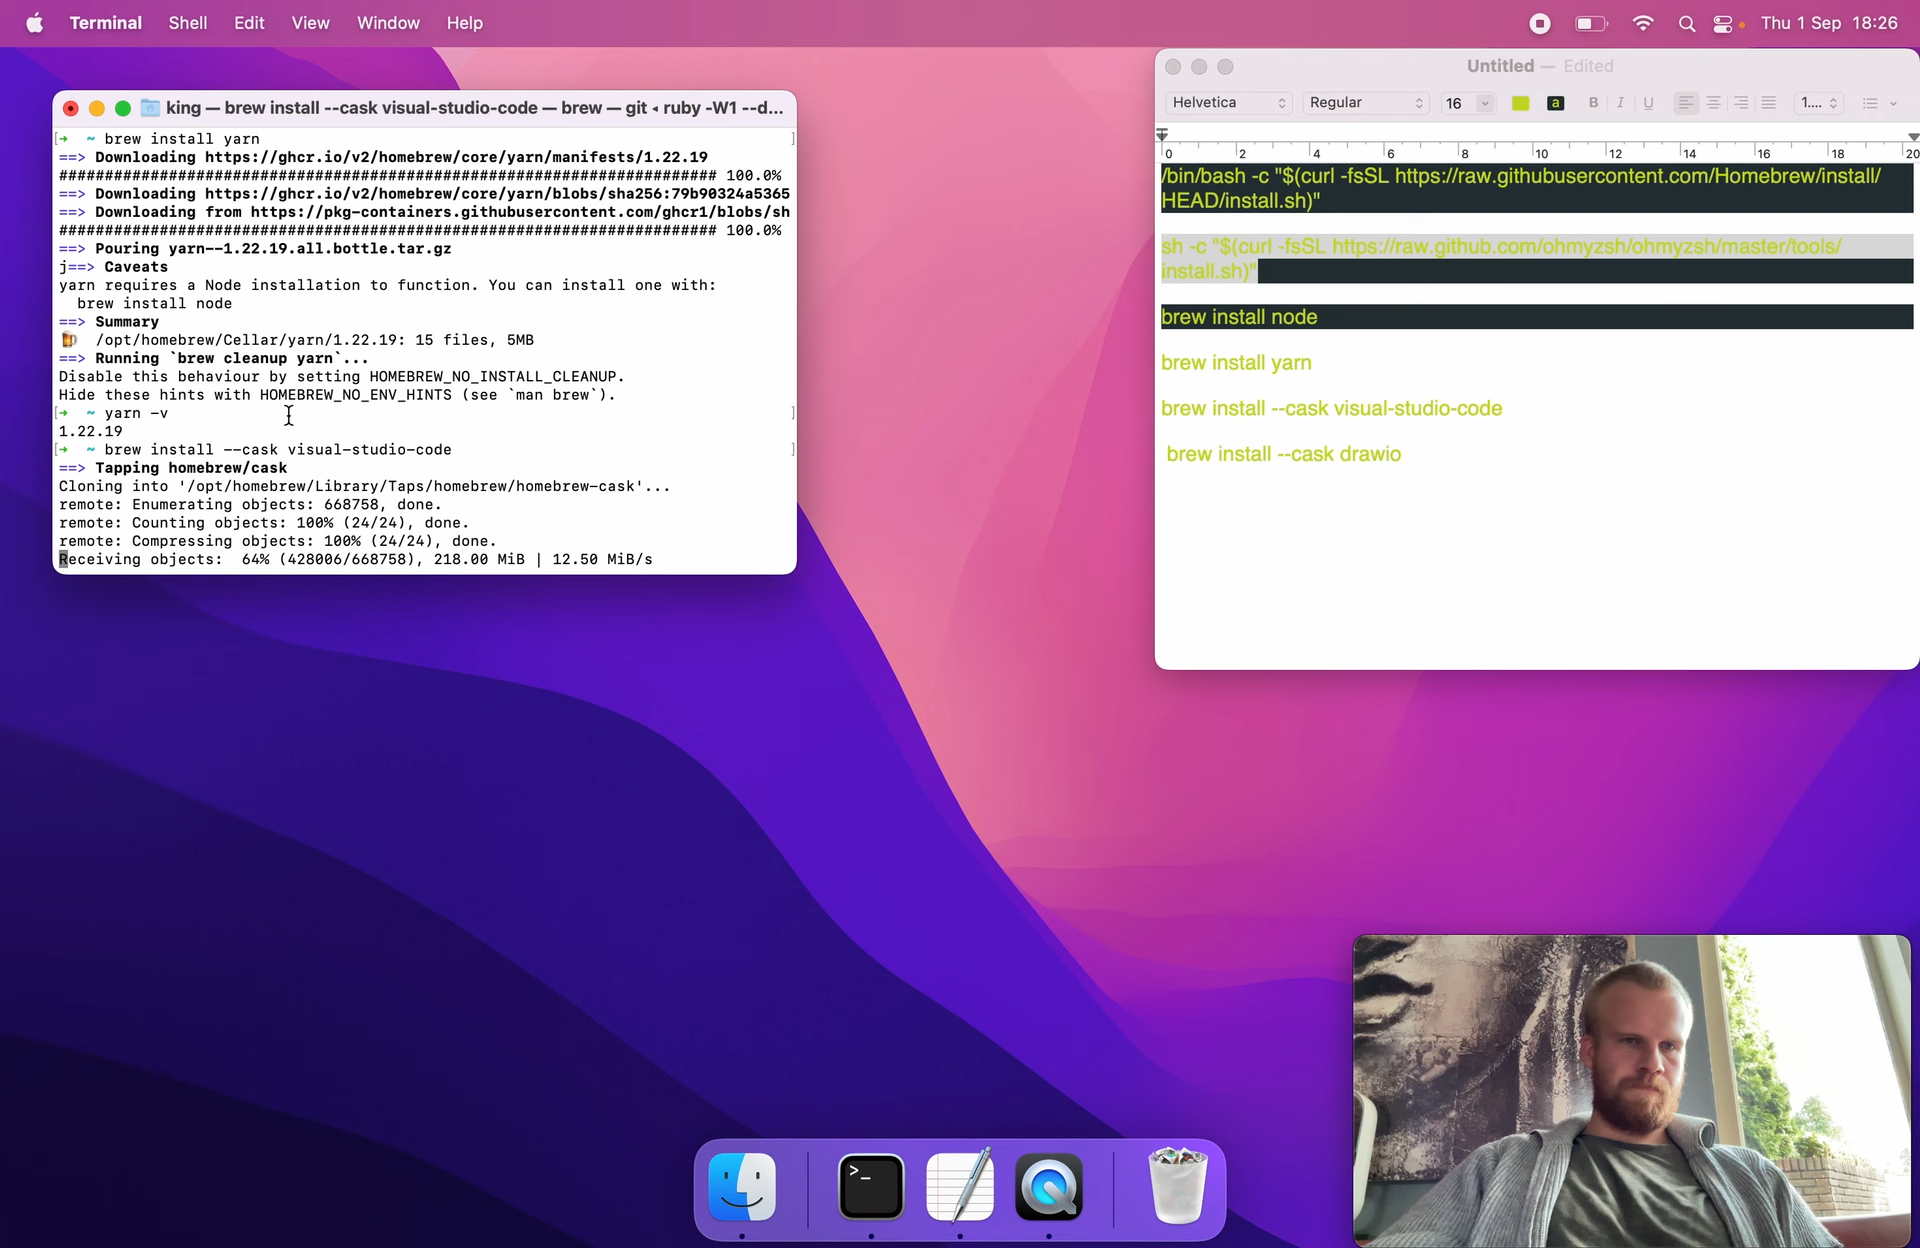 Terminal Shell Edit View Window Help
Thu 1 Sep 18:26
king — brew install --cask visual-studio-code — brew — git ◂ ruby -W1 --d...
[➜ ~ brew install yarn ]
==> Downloading https://ghcr.io/v2/homebrew/core/yarn/manifests/1.22.19
######################################################################## 100.0%
==> Downloading https://ghcr.io/v2/homebrew/core/yarn/blobs/sha256:79b90324a5365
==> Downloading from https://pkg-containers.githubusercontent.com/ghcr1/blobs/sh
######################################################################## 100.0%
==> Pouring yarn--1.22.19.all.bottle.tar.gz
j==> Caveats
yarn requires a Node installation to function. You can install one with:
brew install node
==> Summary
🍺 /opt/homebrew/Cellar/yarn/1.22.19: 15 files, 5MB
==> Running `brew cleanup yarn`...
Disable this behaviour by setting HOMEBREW_NO_INSTALL_CLEANUP.
Hide these hints with HOMEBREW_NO_ENV_HINTS (see `man brew`).
[➜ ~ yarn -v ]
1.22.19
[➜ ~ brew install --cask visual-studio-code ]
==> Tapping homebrew/cask
Cloning into '/opt/homebrew/Library/Taps/homebrew/homebrew-cask'...
remote: Enumerating objects: 668758, done.
remote: Counting objects: 100% (24/24), done.
remote: Compressing objects: 100% (24/24), done.
Receiving objects: 64% (428006/668758), 218.00 MiB | 12.50 MiB/s
Untitled — Edited
Helvetica Regular 16 a B I U 1....
0 2 4 6 8 10 12 14 16 18 20
/bin/bash -c "$(curl -fsSL https://raw.githubusercontent.com/Homebrew/install/
HEAD/install.sh)"
sh -c "$(curl -fsSL https://raw.github.com/ohmyzsh/ohmyzsh/master/tools/
install.sh)"
brew install node
brew install yarn
brew install --cask visual-studio-code
brew install --cask drawio
>_